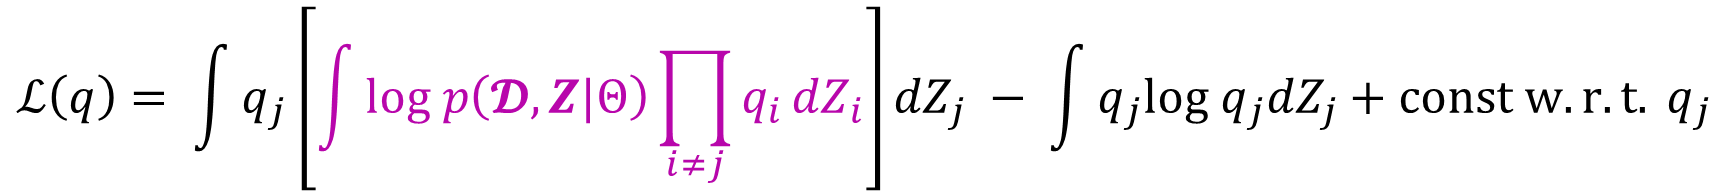 ℒ(q) = ∫ q_j [∫ log p(𝓓, Z|Θ) ∏_{i≠j} q_i dZ_i] dZ_j − ∫ q_j log q_j dZ_j + const w.r.t. q_j